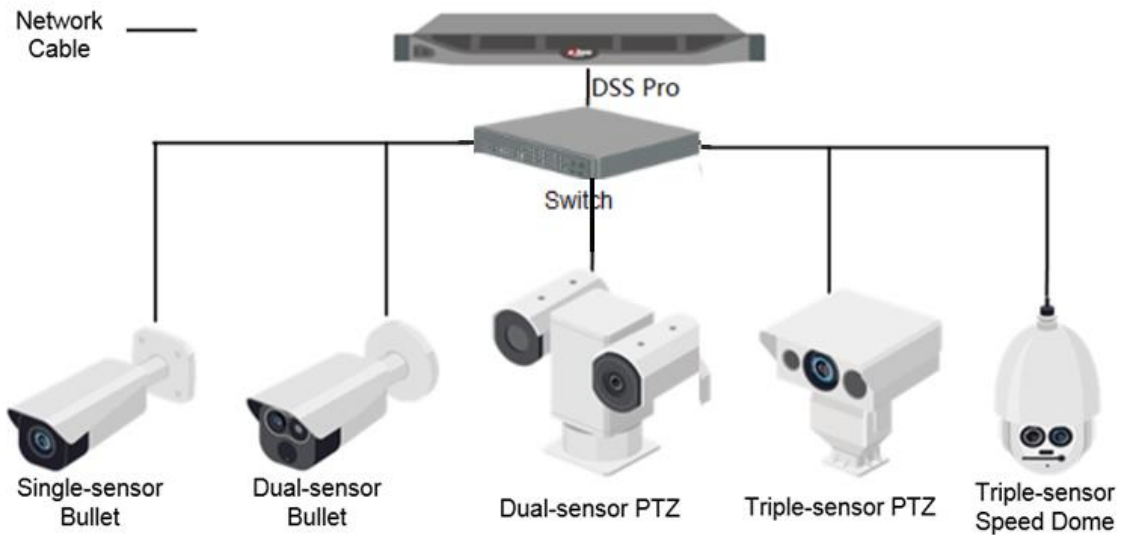 Network
Cable
DSS Pro
Switch
Single-sensor
Bullet
Dual-sensor
Bullet
Dual-sensor PTZ
Triple-sensor PTZ
Triple-sensor
Speed Dome